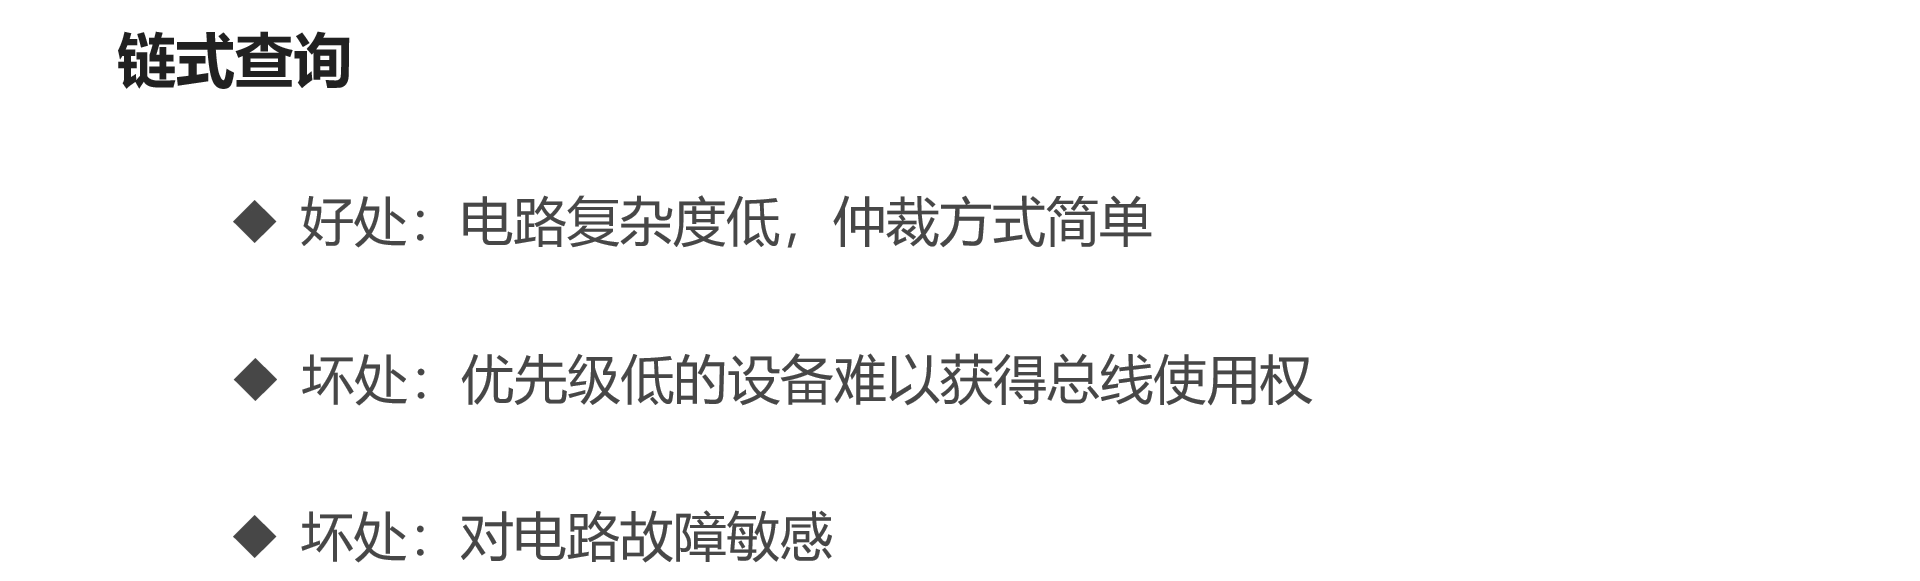 链式查询
◆ 好处：电路复杂度低，仲裁方式简单
◆ 坏处：优先级低的设备难以获得总线使用权
◆ 坏处：对电路故障敏感